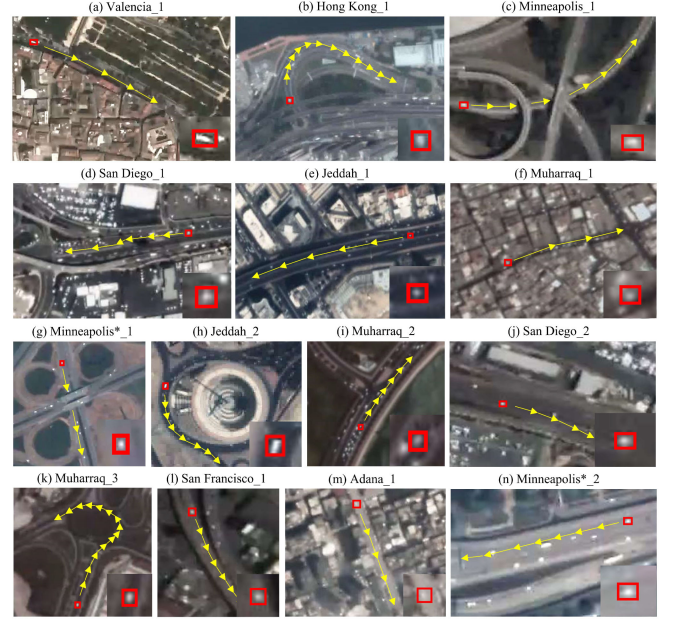 (a) Valencia_1
(b) Hong Kong_1
(c) Minneapolis_1
(d) San Diego_1
(e) Jeddah_1
(f) Muharraq_1
(g) Minneapolis*_1
(h) Jeddah_2
(i) Muharraq_2
(j) San Diego_2
(k) Muharraq_3
(l) San Francisco_1
(m) Adana_1
(n) Minneapolis*_2